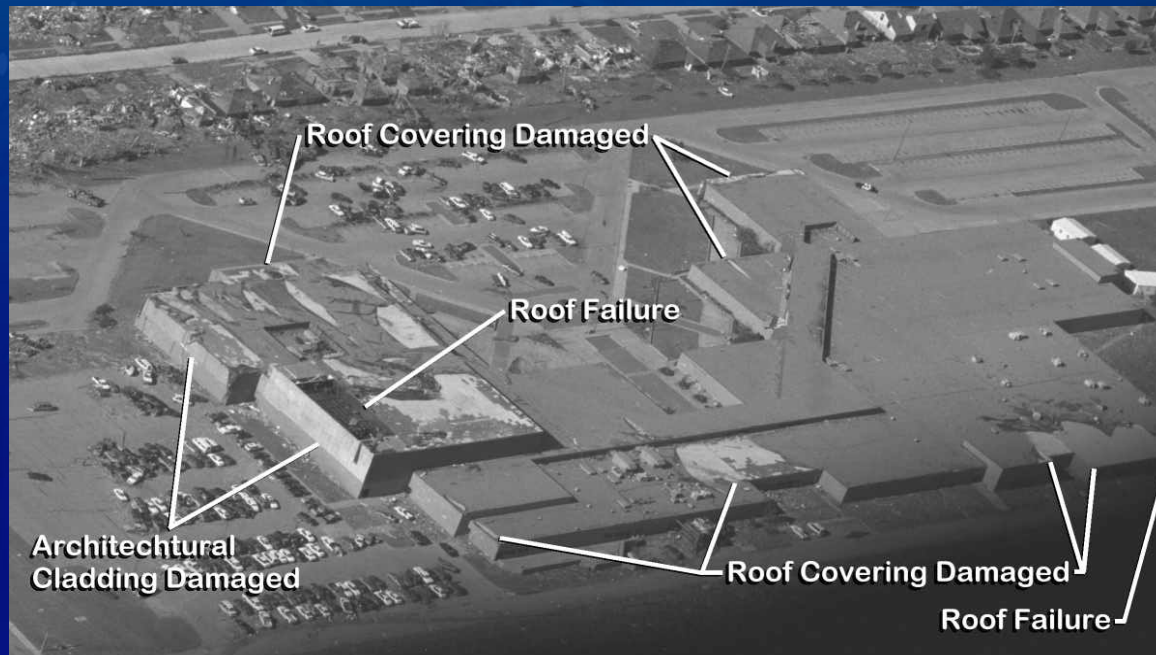 Roof Covering Damaged
Roof Failure
Architechtural
Cladding Damaged
Roof Covering Damaged
Roof Failure